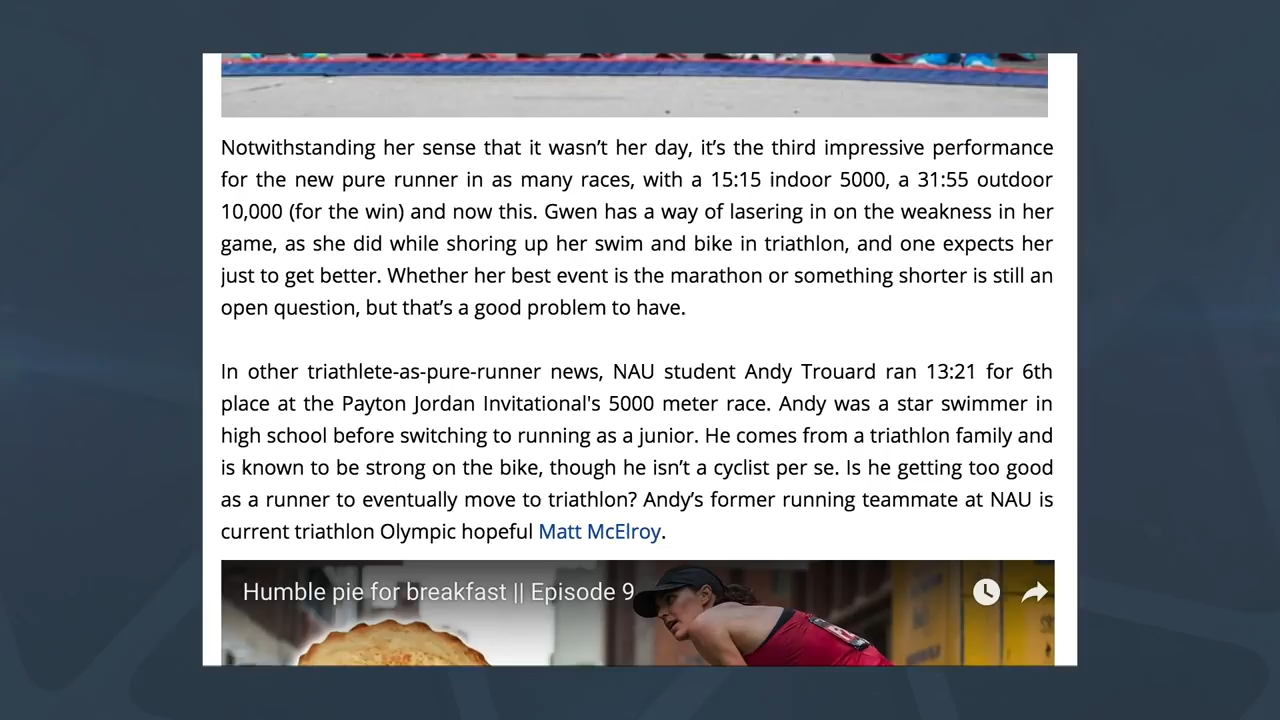 Notwithstanding her sense that it wasn’t her day, it’s the third impressive performance
for the new pure runner in as many races, with a 15:15 indoor 5000, a 31:55 outdoor
10,000 (for the win) and now this. Gwen has a way of lasering in on the weakness in her
game, as she did while shoring up her swim and bike in triathlon, and one expects her
just to get better. Whether her best event is the marathon or something shorter is still an
open question, but that’s a good problem to have.
In other triathlete-as-pure-runner news, NAU student Andy Trouard ran 13:21 for 6th
place at the Payton Jordan Invitational's 5000 meter race. Andy was a star swimmer in
high school before switching to running as a junior. He comes from a triathlon family and
is known to be strong on the bike, though he isn’t a cyclist per se. Is he getting too good
as a runner to eventually move to triathlon? Andy’s former running teammate at NAU is
current triathlon Olympic hopeful Matt McElroy.
Humble pie for breakfast || Episode 9